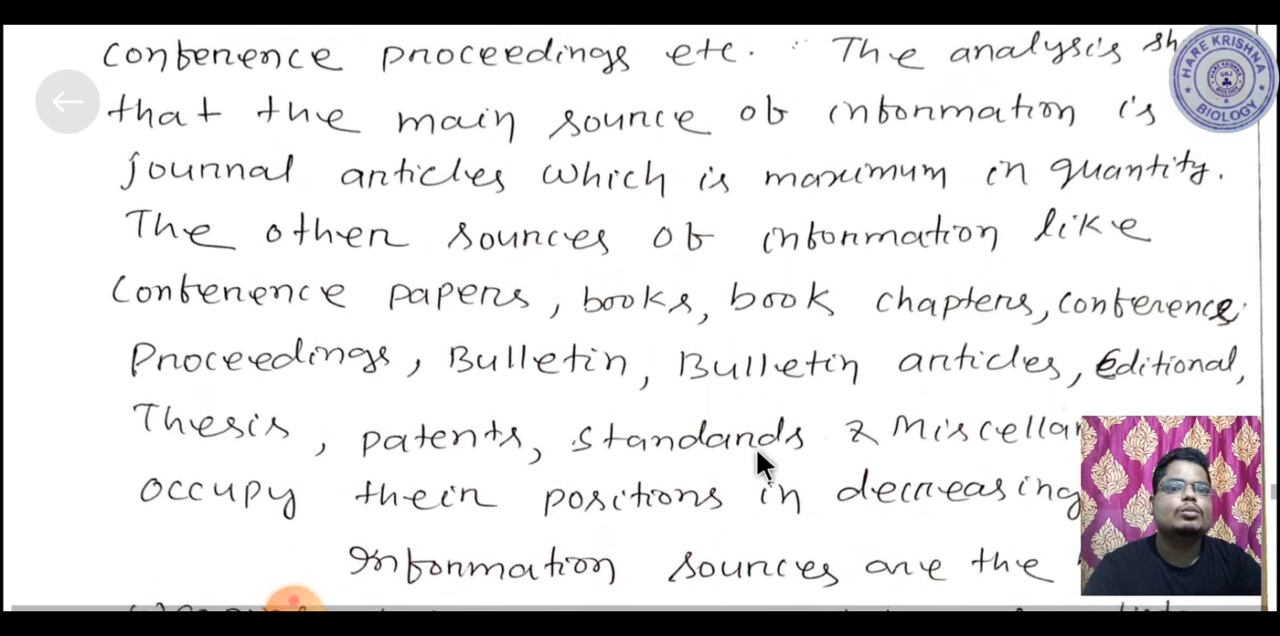 conference proceedings etc. ∵ The analysis sh
that the main source of information is
journal articles which is maximum in quantity.
The other sources of information like
Conference papers, books, book chapters, conference
Proceedings, Bulletin, Bulletin articles, Editional,
Thesis, patents, standards & Miscellan
occupy their positions in decreasing
Information sources are the
HARE KRISHNA
BIOLOGY